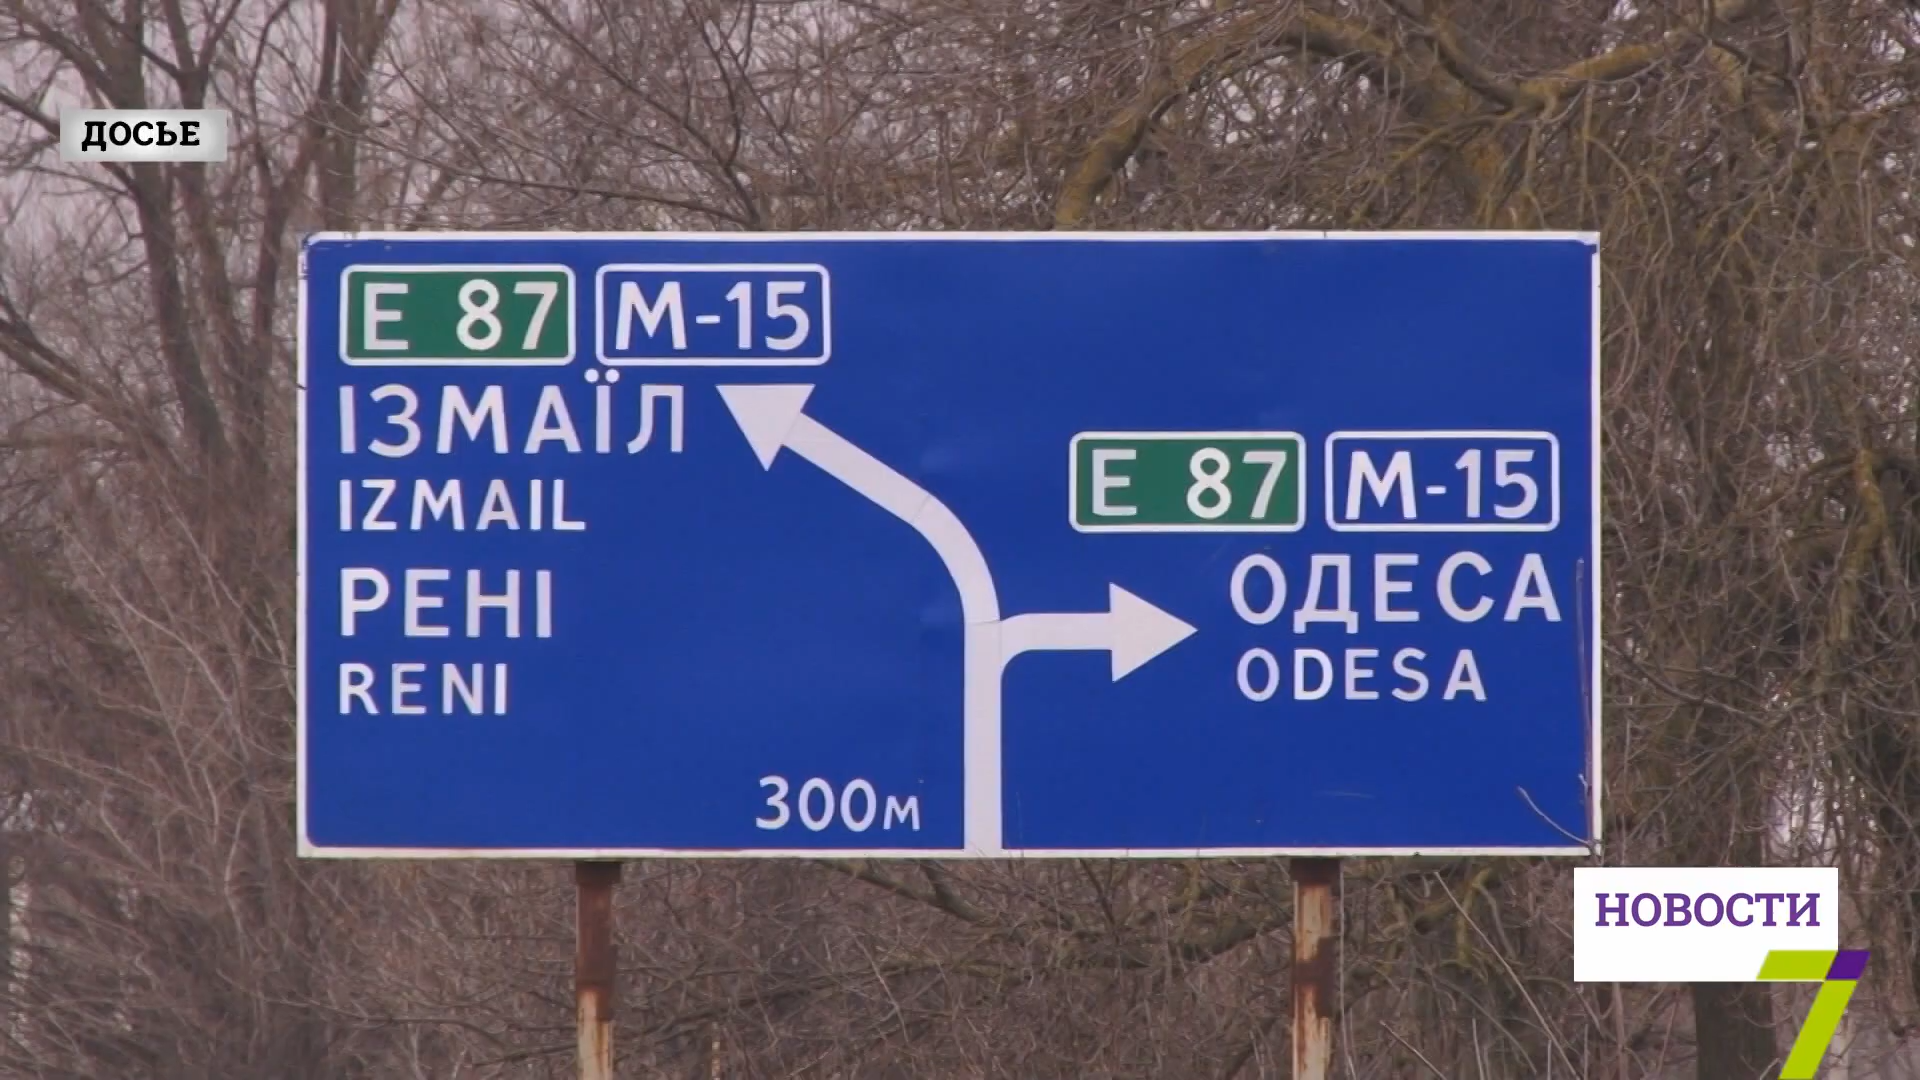 ДОСЬЕ
E 87 M-15
ІЗМАЇЛ
IZMAIL
РЕНІ
RENI
E 87 M-15
ОДЕСА
ODESA
300м
НОВОСТИ
7